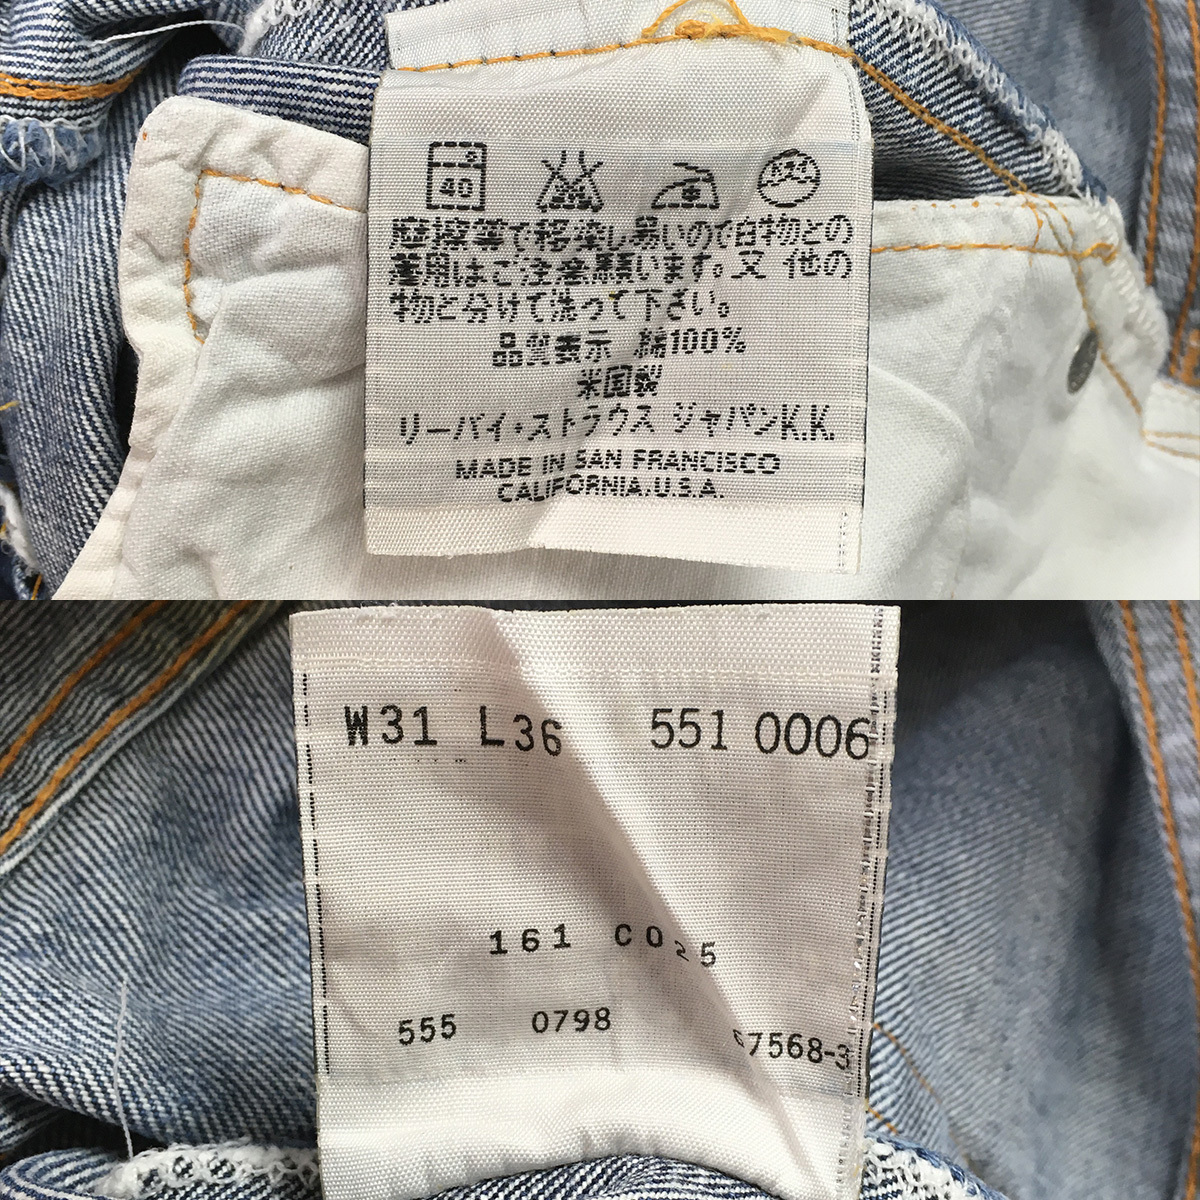 40
摩擦等で移染し易いので白物との
着用はご注意願います。又 他の
物と分けて洗って下さい。
品質表示 綿100%
米国製
リーバイ・ストラウス ジャパンK.K.
MADE IN SAN FRANCISCO
CALIFORNIA.U.S.A.
W31 L36 551 0006
161 C025
555 0798 67568-3